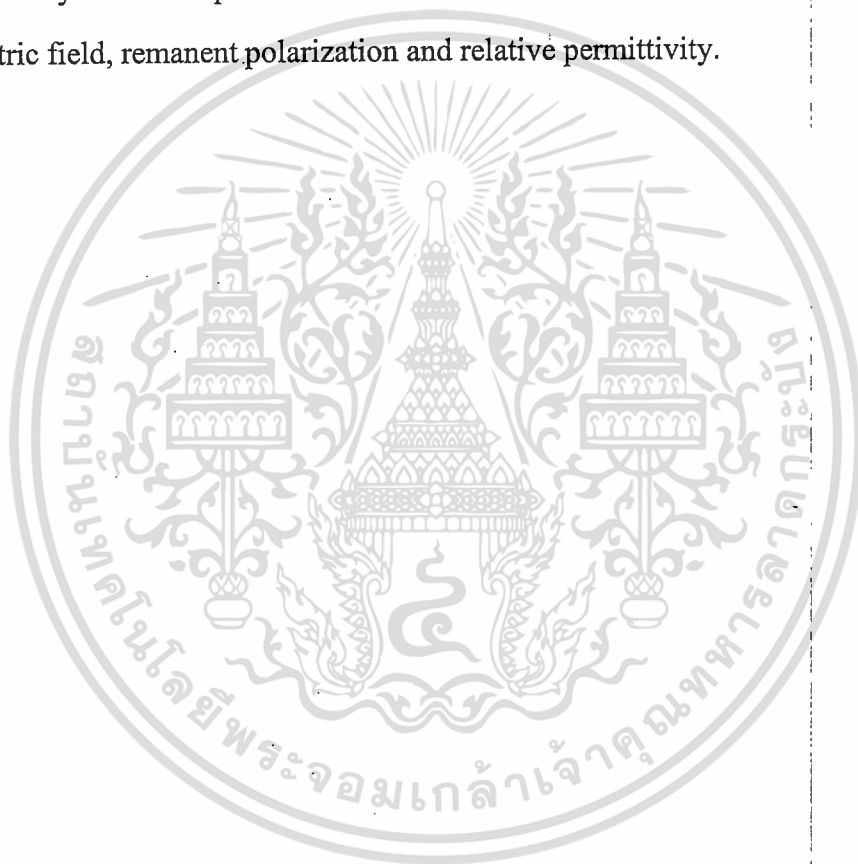 tric field, remanent polarization and relative permittivity.
สถาบันเทคโนโลยีพระจอมเกล้าเจ้าคุณทหารลาดกระบัง
๔